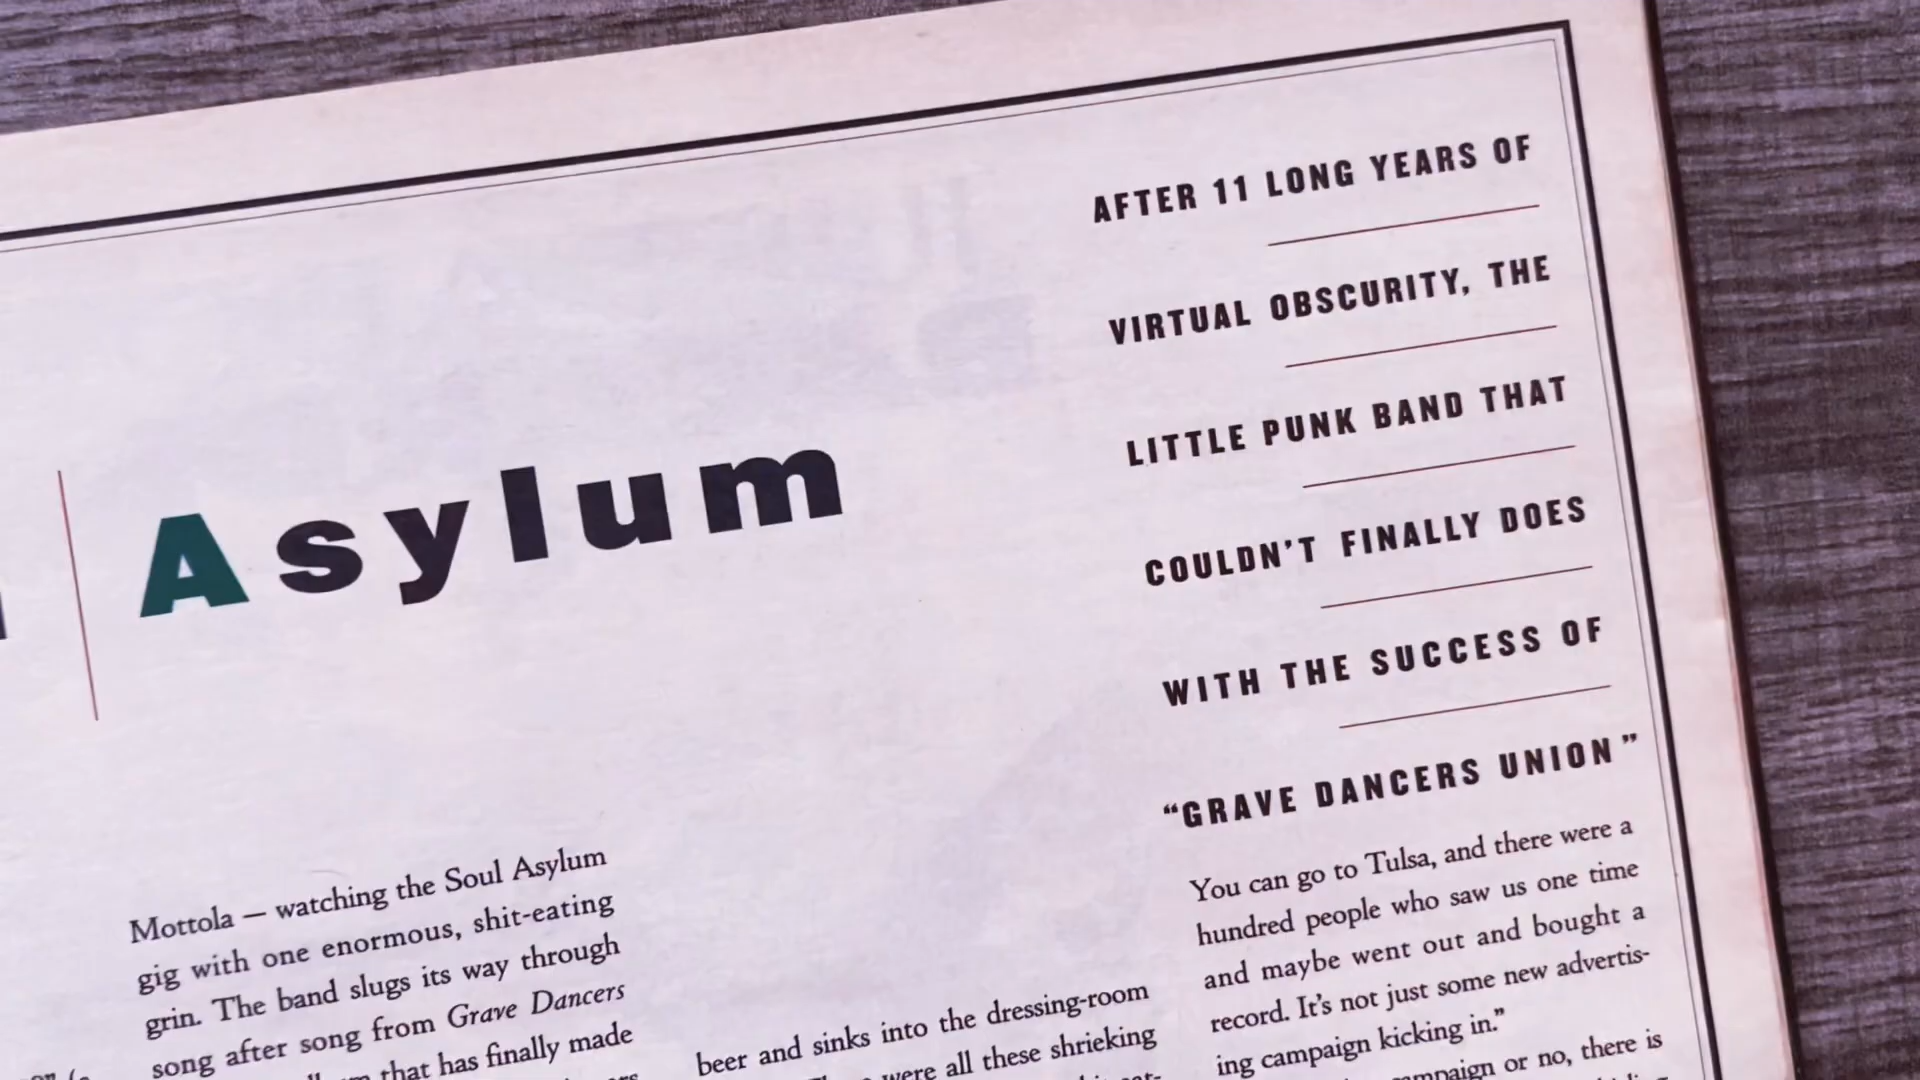 Asylum
AFTER 11 LONG YEARS OF
VIRTUAL OBSCURITY, THE
LITTLE PUNK BAND THAT
COULDN'T FINALLY DOES
WITH THE SUCCESS OF
“GRAVE DANCERS UNION”
Mottola — watching the Soul Asylum
gig with one enormous, shit-eating
grin. The band slugs its way through
song after song from Grave Dancers
that has finally made
beer and sinks into the dressing-room
were all these shrieking
You can go to Tulsa, and there were a
hundred people who saw us one time
and maybe went out and bought a
record. It's not just some new advertis-
ing campaign kicking in.”
or no, there is